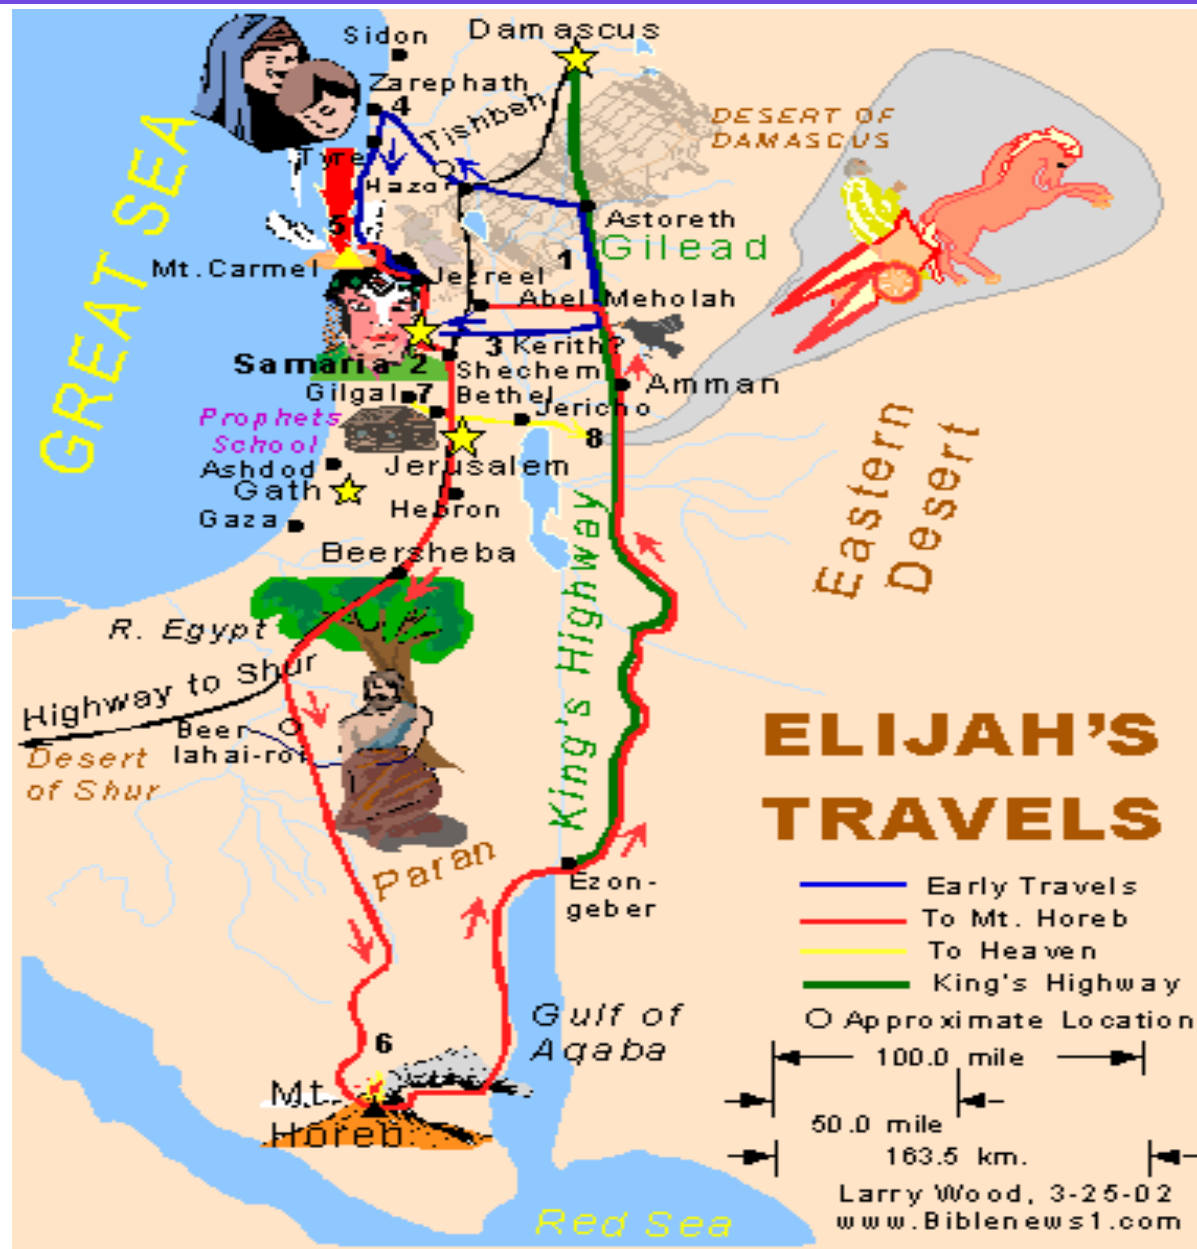 Sidon
Damascus
Zarephath
4
Tishbeh
DESERT OF
DAMASCUS
Tyre
Hazor
GREAT SEA
5
Astoreth
Gilead
1
Mt. Carmel
Jezreel
Abel Meholah
3 Kerith?
Samaria 2
Shechem
Amman
Gilgal 7
Bethel
Jericho
Prophets
School
8
Ashdod
Jerusalem
Gath
Hebron
Gaza
Eastern
Desert
Beersheba
King's Highway
R. Egypt
Highway to Shur
Beer
lahai-roi
Desert
of Shur
ELIJAH'S
TRAVELS
Paran
Ezon-
geber
Early Travels
To Mt. Horeb
To Heaven
King's Highway
Approximate Location
Gulf of
Aqaba
6
100.0 mile
Mt.
Horeb
50.0 mile
163.5 km.
Larry Wood, 3-25-02
www.Biblenews1.com
Red Sea